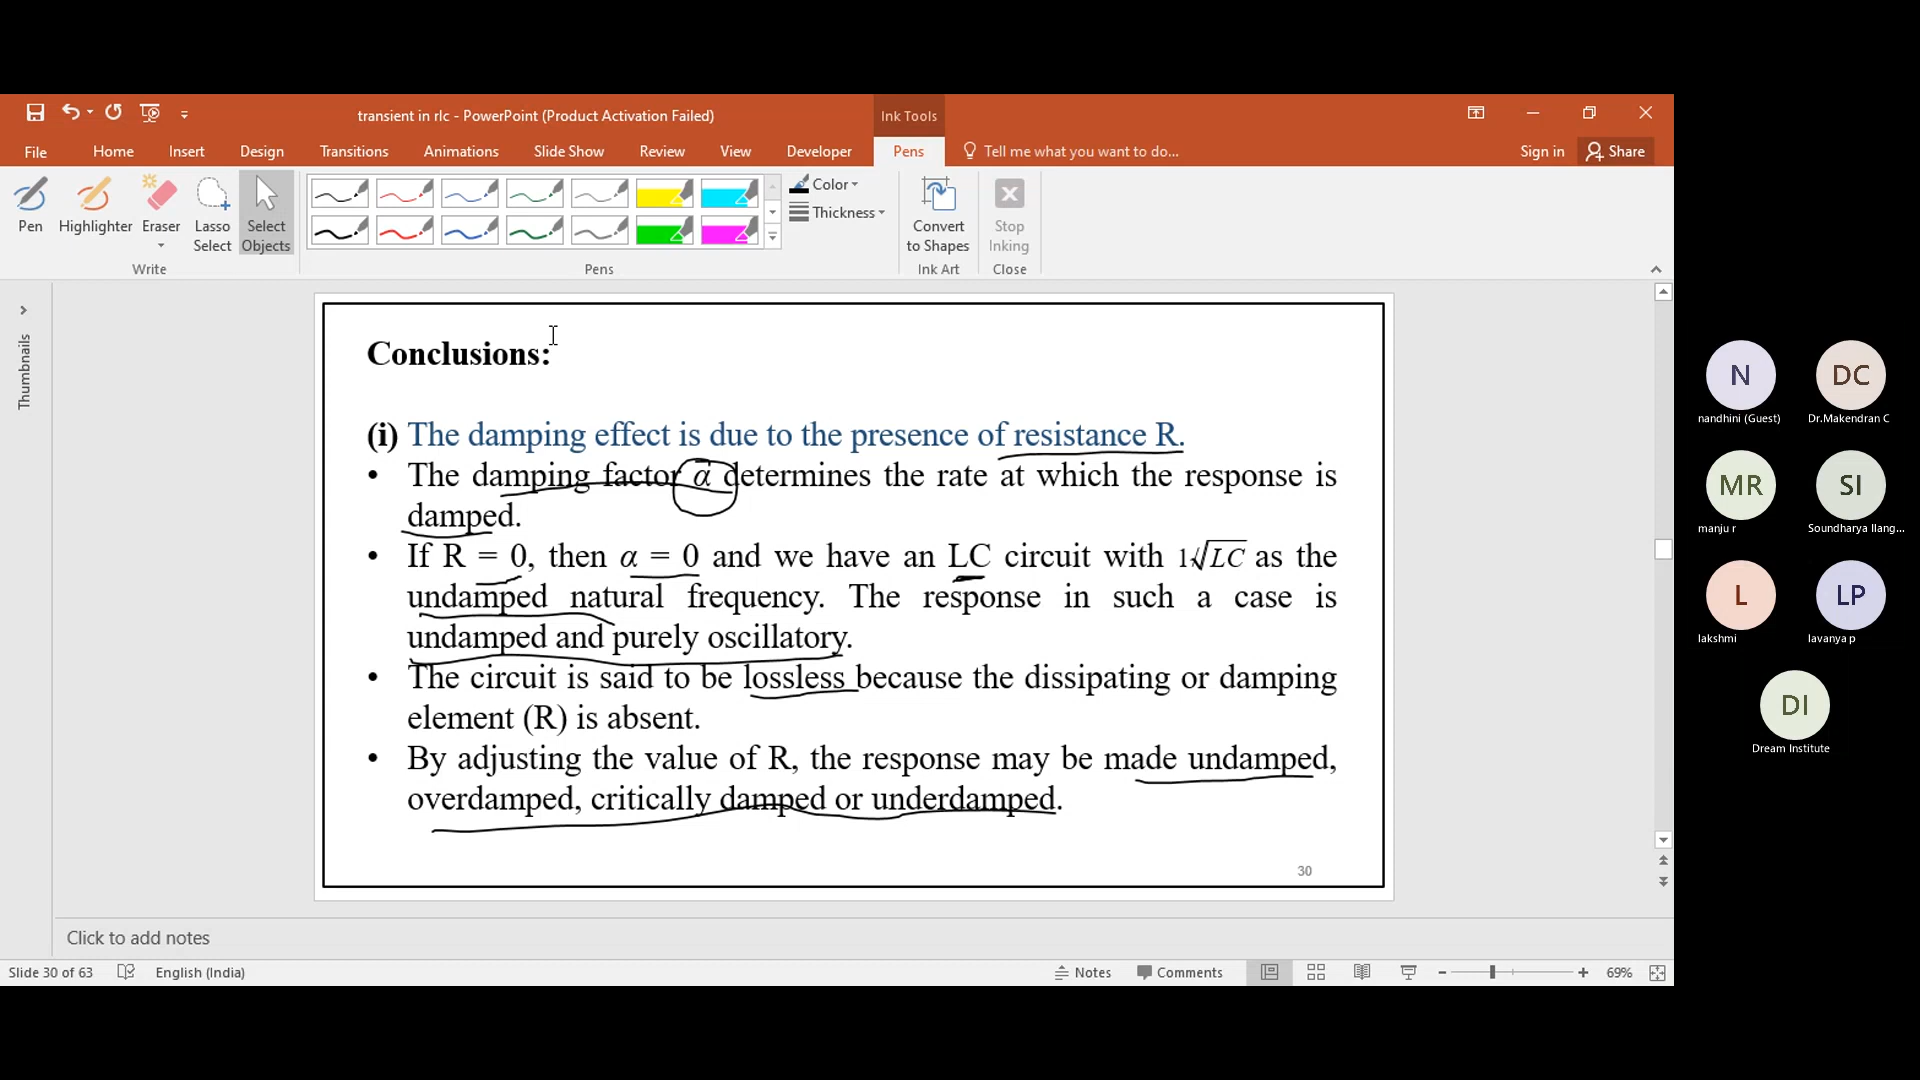 transient in rlc - PowerPoint (Product Activation Failed)
Ink Tools
File Home Insert Design Transitions Animations Slide Show Review View Developer Pens Tell me what you want to do... Sign in Share
Pen Highlighter Eraser Lasso Select Select Objects
Color
Thickness
Convert to Shapes
Stop Inking
Write Pens Ink Art Close
Thumbnails
Conclusions:
(i) The damping effect is due to the presence of resistance R.
• The damping factor α determines the rate at which the response is
damped.
• If R = 0, then α = 0 and we have an LC circuit with 1/√LC as the
undamped natural frequency. The response in such a case is
undamped and purely oscillatory.
• The circuit is said to be lossless because the dissipating or damping
element (R) is absent.
• By adjusting the value of R, the response may be made undamped,
overdamped, critically damped or underdamped.
30
Click to add notes
Slide 30 of 63 English (India) Notes Comments 69%
N DC
nandhini (Guest) Dr.Makendran C
MR SI
manju r Soundharya Ilang...
L LP
lakshmi lavanya p
DI
Dream Institute